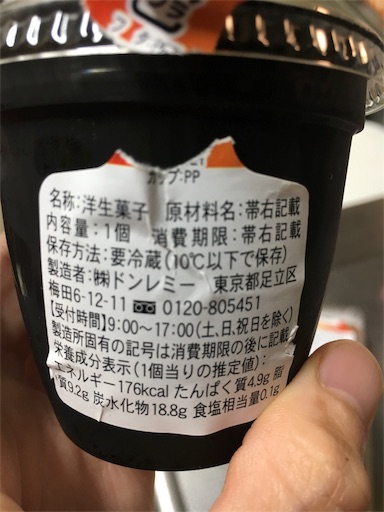 カップ:PP
名称:洋生菓子 原材料名:帯右記載
内容量:1個 消費期限:帯右記載
保存方法:要冷蔵(10℃以下で保存)
製造者:㈱ドンレミー 東京都足立区
梅田6-12-11 0120-805451
【受付時間】9:00〜17:00(土、日、祝日を除く)
製造所固有の記号は消費期限の後に記載
栄養成分表示(1個当りの推定値):
エネルギー176kcal たんぱく質4.9g 脂
質9.2g 炭水化物18.8g 食塩相当量0.1g